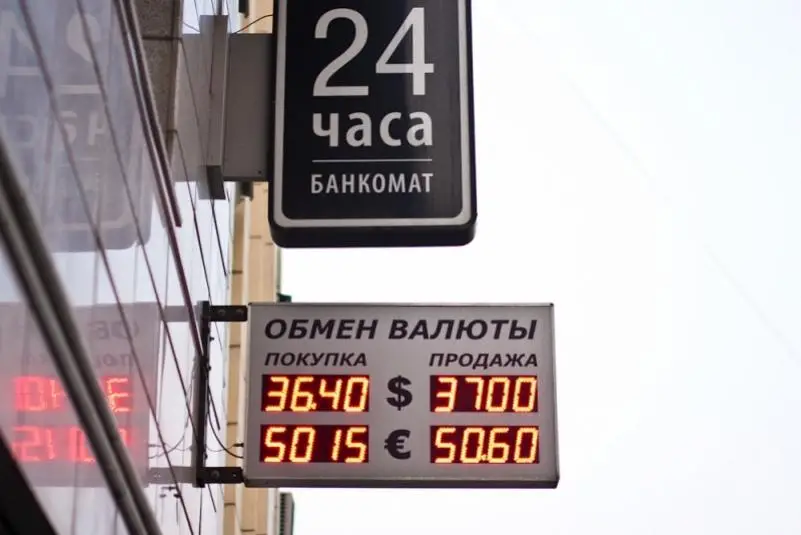 24
часа
БАНКОМАТ
ОБМЕН ВАЛЮТЫ
ПОКУПКА ПРОДАЖА
36.40 $ 37.00
50.15 € 50.60